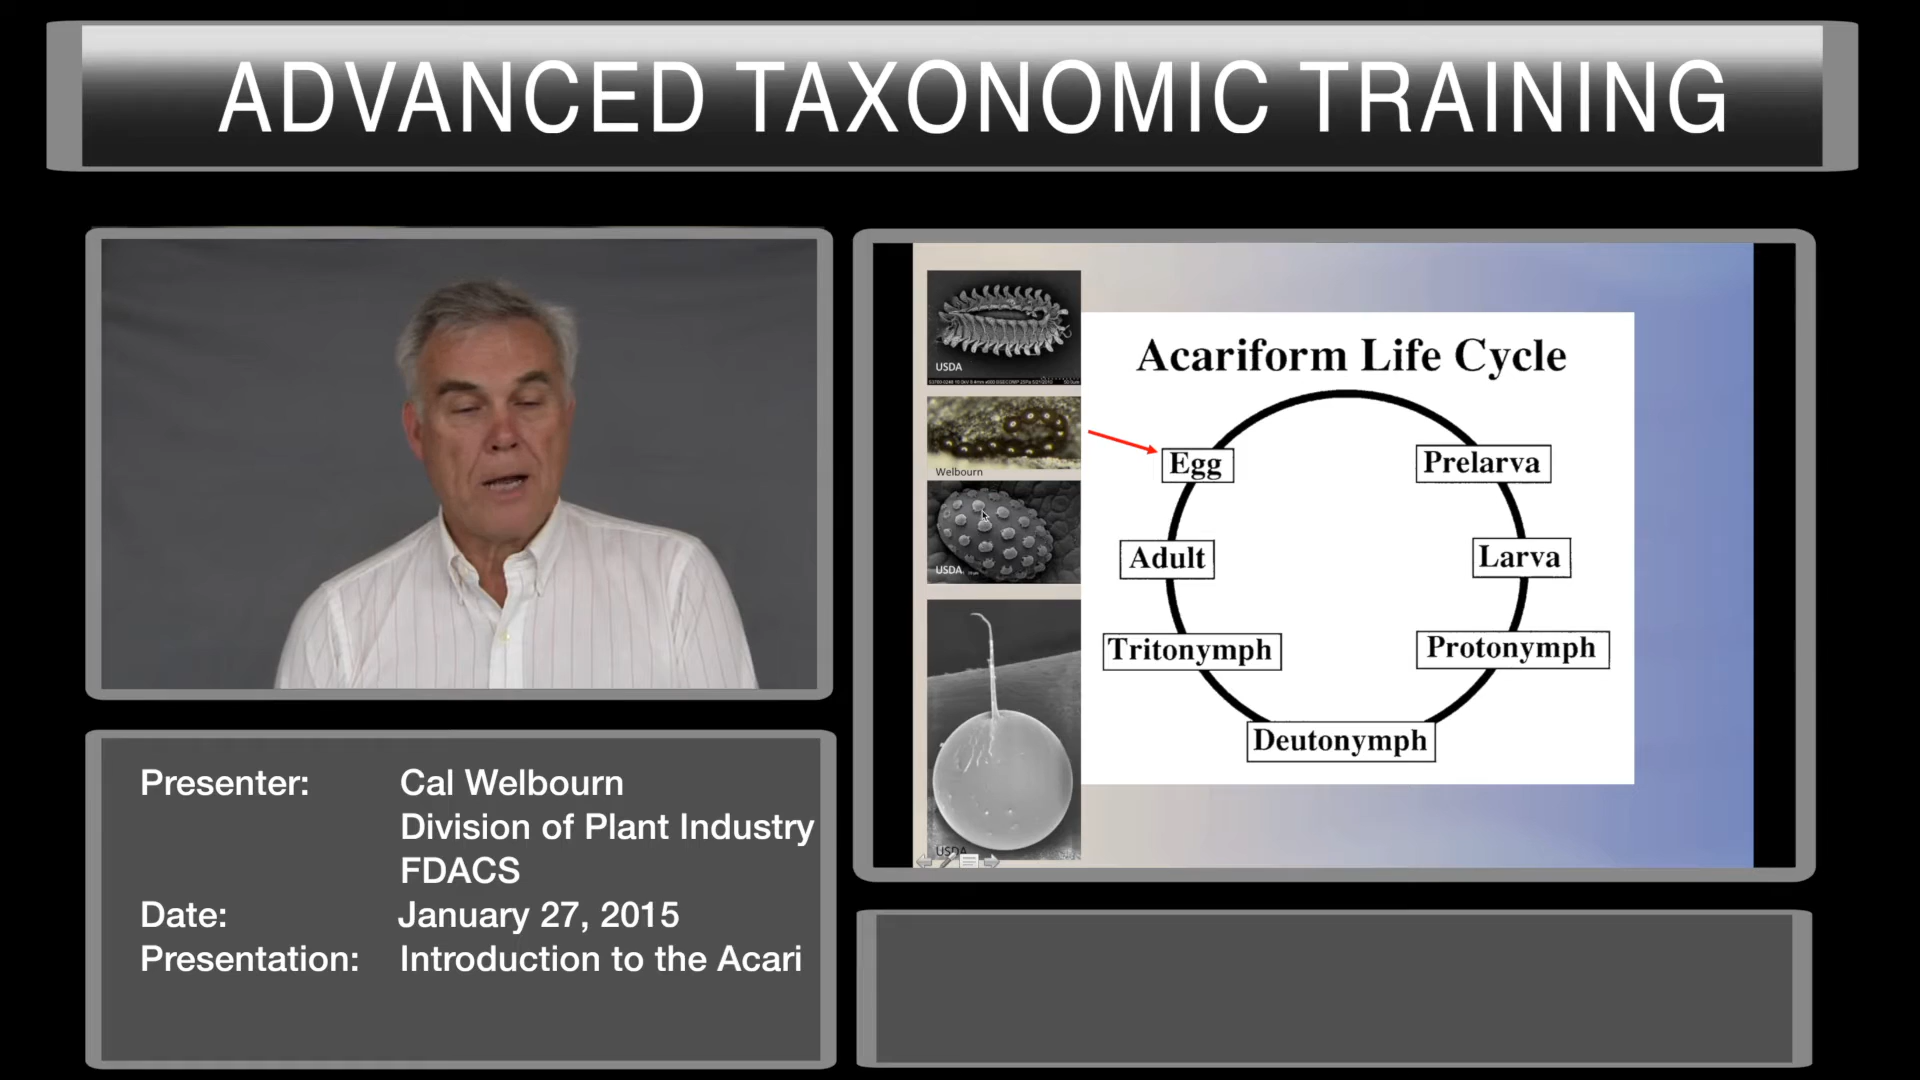 ADVANCED TAXONOMIC TRAINING
USDA
Welbourn
USDA
USDA
Acariform Life Cycle
Egg
Prelarva
Adult
Larva
Tritonymph
Protonymph
Deutonymph
Presenter: Cal Welbourn
Division of Plant Industry
FDACS
Date: January 27, 2015
Presentation: Introduction to the Acari